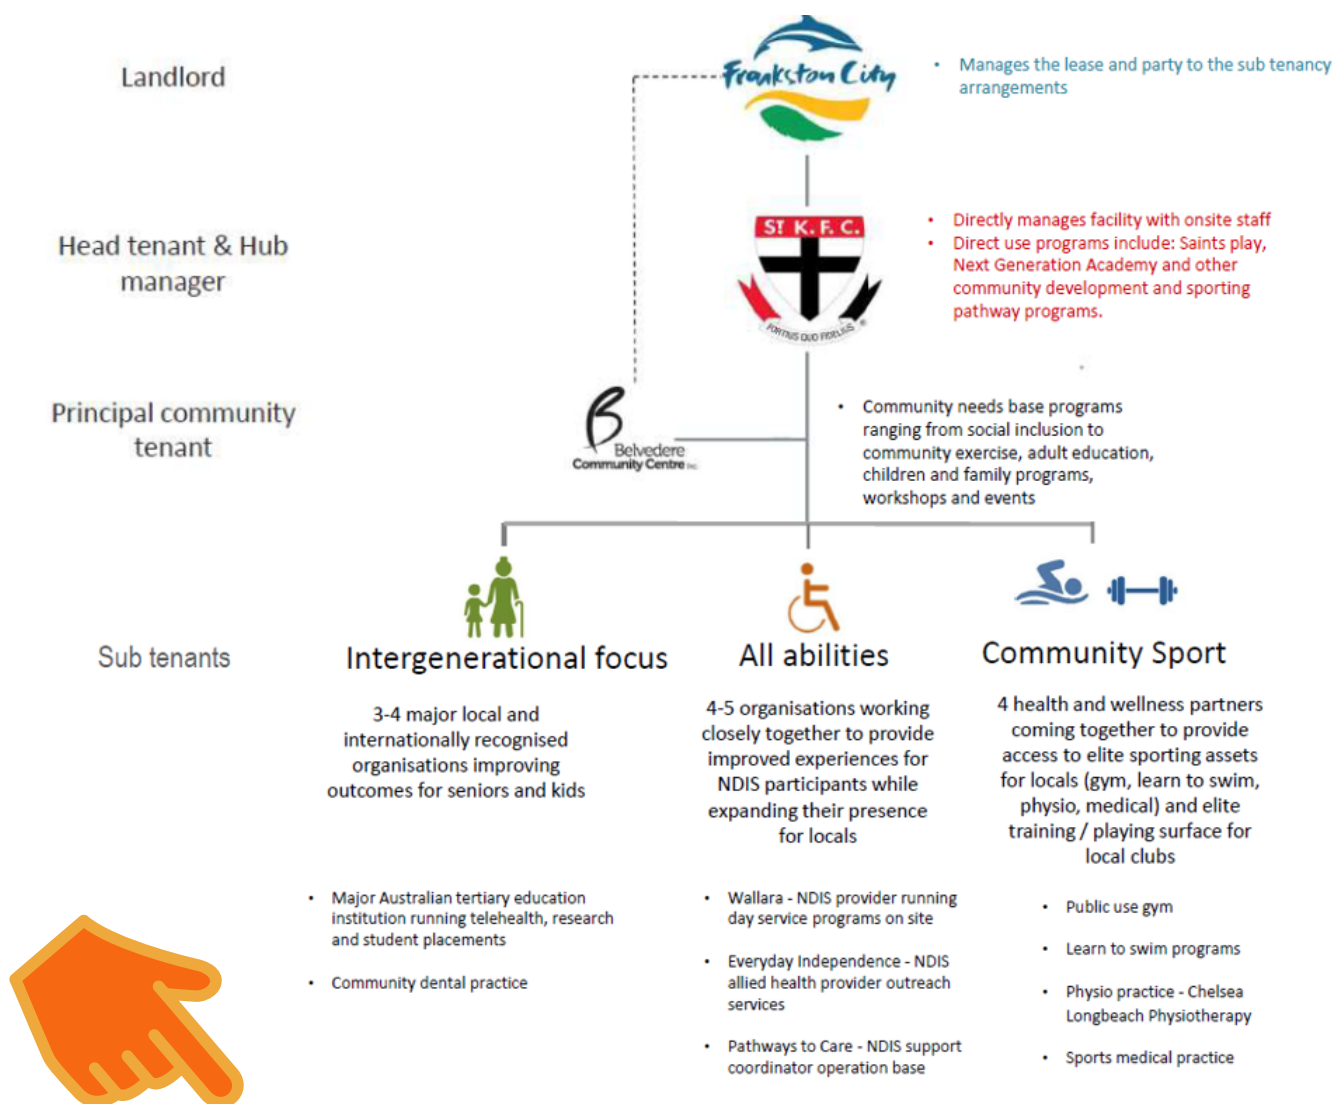 Landlord
Frankston City
• Manages the lease and party to the sub tenancy
arrangements
Head tenant & Hub
manager
ST K. F. C.
FORTIUS QUO FIDELIUS ®
• Directly manages facility with onsite staff
• Direct use programs include: Saints play,
Next Generation Academy and other
community development and sporting
pathway programs.
Principal community
tenant
B
Belvedere
Community Centre Inc.
• Community needs base programs
ranging from social inclusion to
community exercise, adult education,
children and family programs,
workshops and events
Sub tenants
Intergenerational focus
3-4 major local and
internationally recognised
organisations improving
outcomes for seniors and kids
• Major Australian tertiary education
institution running telehealth, research
and student placements
• Community dental practice
All abilities
4-5 organisations working
closely together to provide
improved experiences for
NDIS participants while
expanding their presence
for locals
• Wallara - NDIS provider running
day service programs on site
• Everyday Independence - NDIS
allied health provider outreach
services
• Pathways to Care - NDIS support
coordinator operation base
Community Sport
4 health and wellness partners
coming together to provide
access to elite sporting assets
for locals (gym, learn to swim,
physio, medical) and elite
training / playing surface for
local clubs
• Public use gym
• Learn to swim programs
• Physio practice - Chelsea
Longbeach Physiotherapy
• Sports medical practice